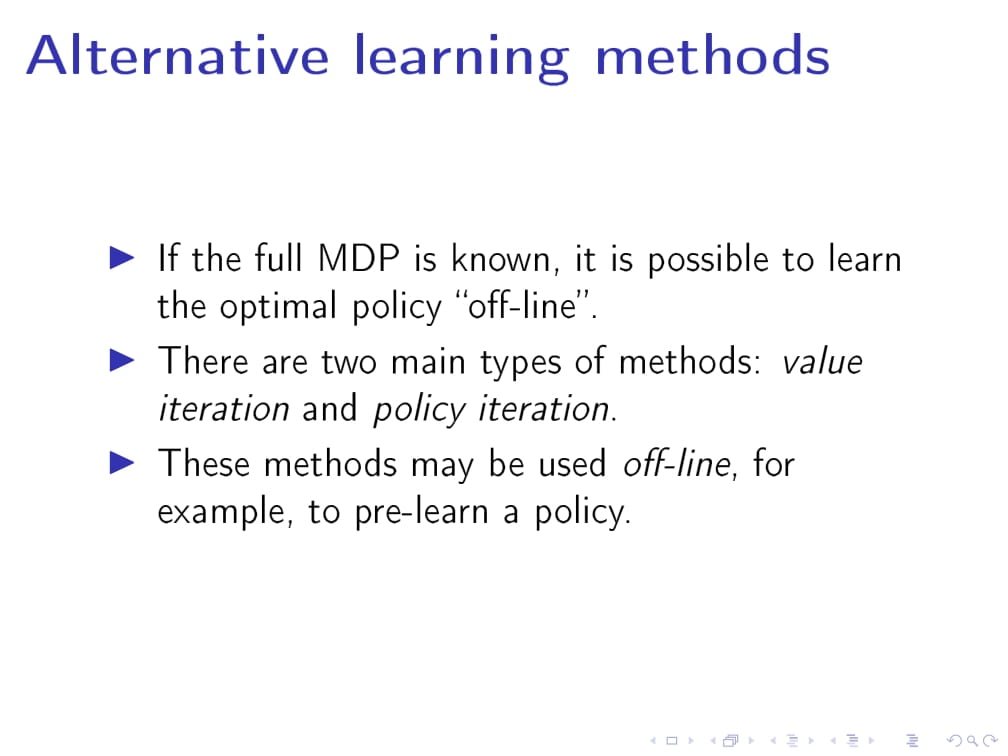 Alternative learning methods
If the full MDP is known, it is possible to learn
the optimal policy “off-line”.
There are two main types of methods: value
iteration and policy iteration.
These methods may be used off-line, for
example, to pre-learn a policy.